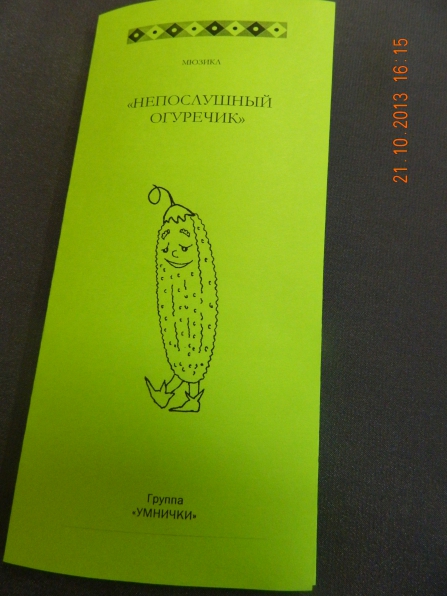 МЮЗИКЛ
«НЕПОСЛУШНЫЙ
ОГУРЕЧИК»
Группа
«УМНИЧКИ»
21.10.2013 16:15